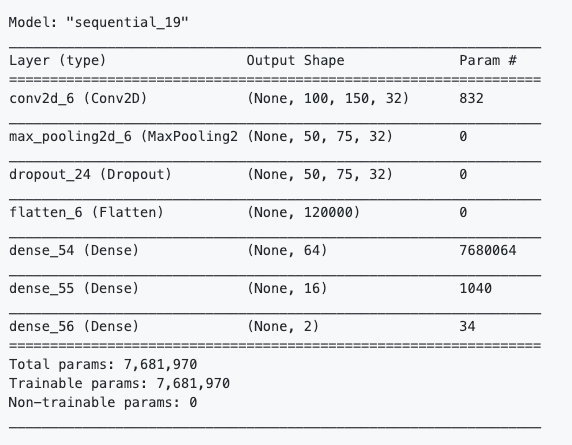 Model: "sequential_19"
_________________________________________________________________
Layer (type)                 Output Shape              Param #
=================================================================
conv2d_6 (Conv2D)            (None, 100, 150, 32)      832
_________________________________________________________________
max_pooling2d_6 (MaxPooling2 (None, 50, 75, 32)        0
_________________________________________________________________
dropout_24 (Dropout)         (None, 50, 75, 32)        0
_________________________________________________________________
flatten_6 (Flatten)          (None, 120000)            0
_________________________________________________________________
dense_54 (Dense)             (None, 64)                7680064
_________________________________________________________________
dense_55 (Dense)             (None, 16)                1040
_________________________________________________________________
dense_56 (Dense)             (None, 2)                 34
=================================================================
Total params: 7,681,970
Trainable params: 7,681,970
Non-trainable params: 0
_________________________________________________________________